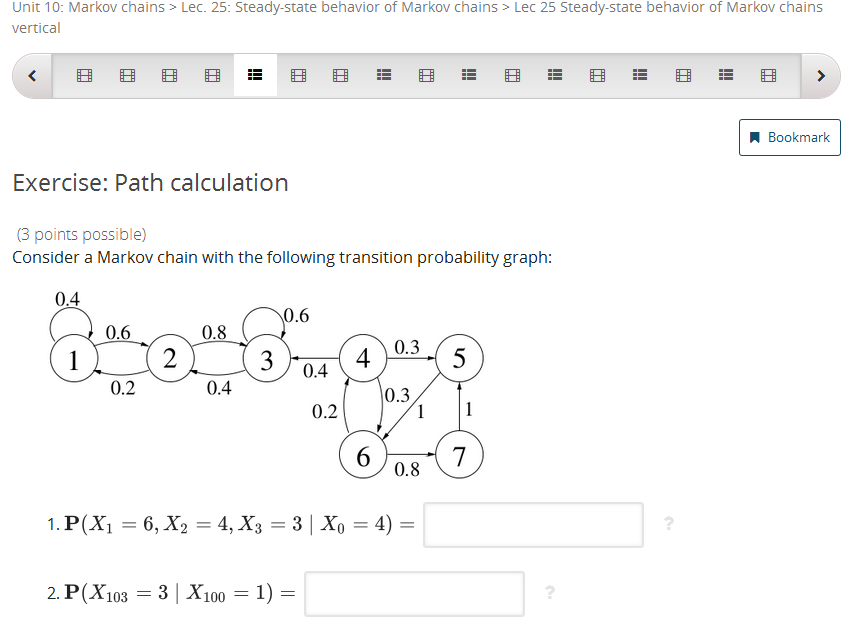 Unit 10: Markov chains > Lec. 25: Steady-state behavior of Markov chains > Lec 25 Steady-state behavior of Markov chains
vertical
Bookmark
Exercise: Path calculation
(3 points possible)
Consider a Markov chain with the following transition probability graph:
0.4
0.6
0.6 0.8
0.3
1 2 3 4 5
0.4
0.2 0.4
0.3
0.2 1 1
6 7
0.8
1. P(X₁ = 6, X₂ = 4, X₃ = 3 | X₀ = 4) = ?
2. P(X₁₀₃ = 3 | X₁₀₀ = 1) = ?